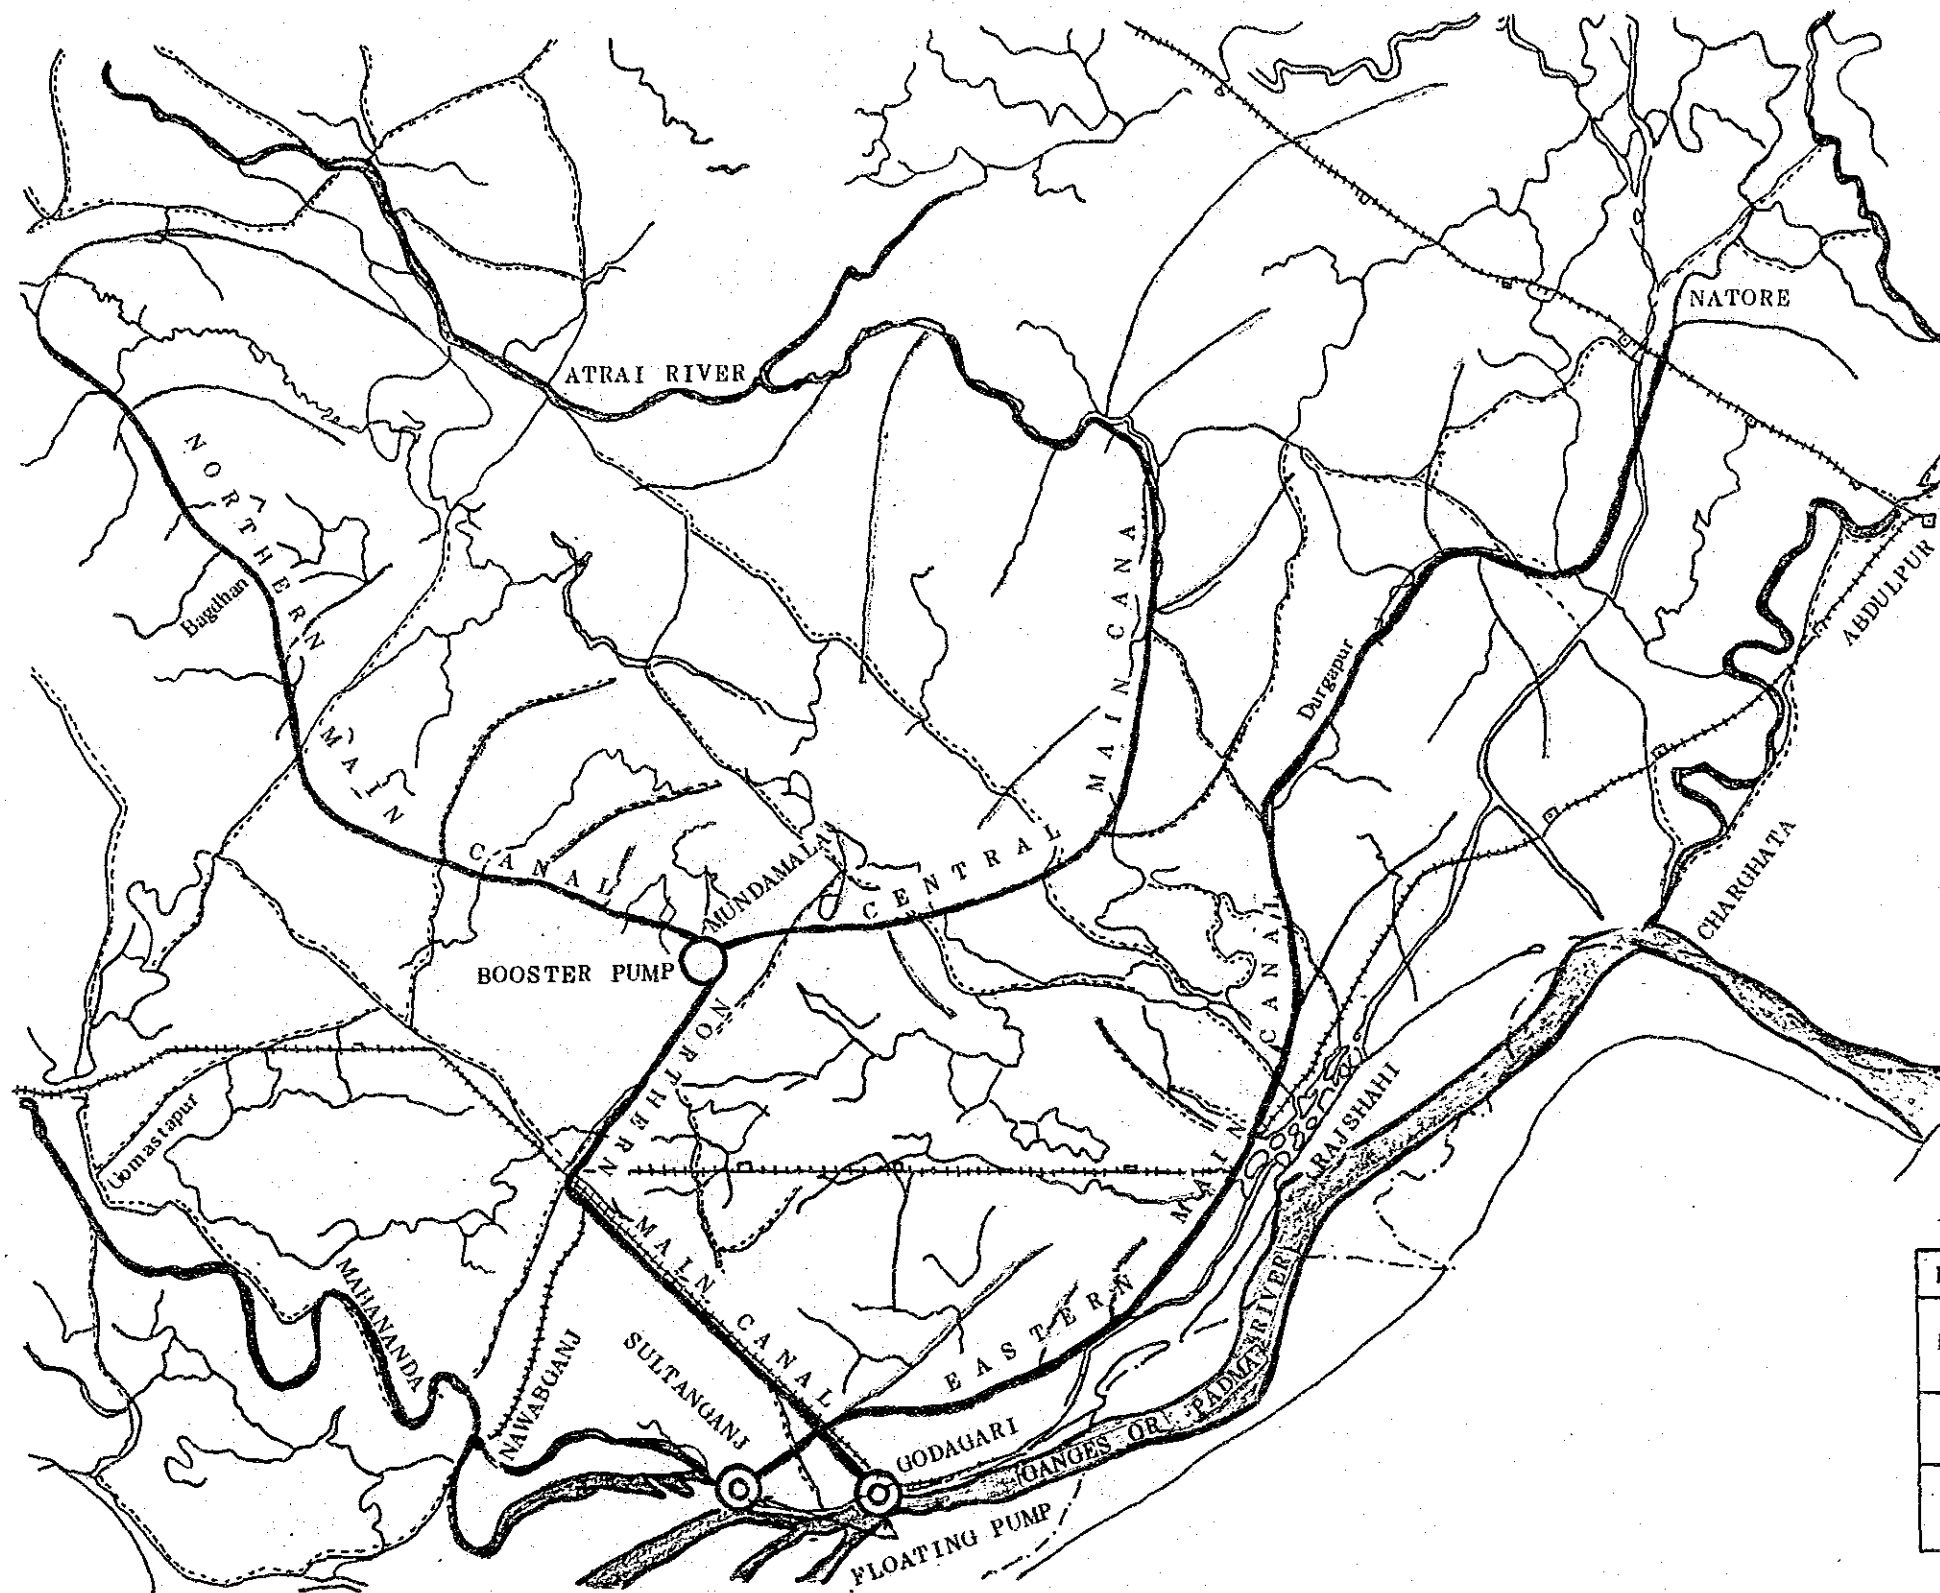 NATORE
ATRAI RIVER
NORTHERN
MAIN
CANAL
Bagdhan
ABDULPUR
Durgapur
MAIN CANA
CENTRAL
MUNDAMALA
BOOSTER PUMP
CHARGHATA
NORTHERN
MAIN CANAL
MAIN
CANAL
RAJSHAHI
Uomastapur
MAHANANDA
NAWABGANJ
SULTANGANJ
EASTERN
GODAGARI
GANGES OR PADMA RIVER
FLOATING PUMP